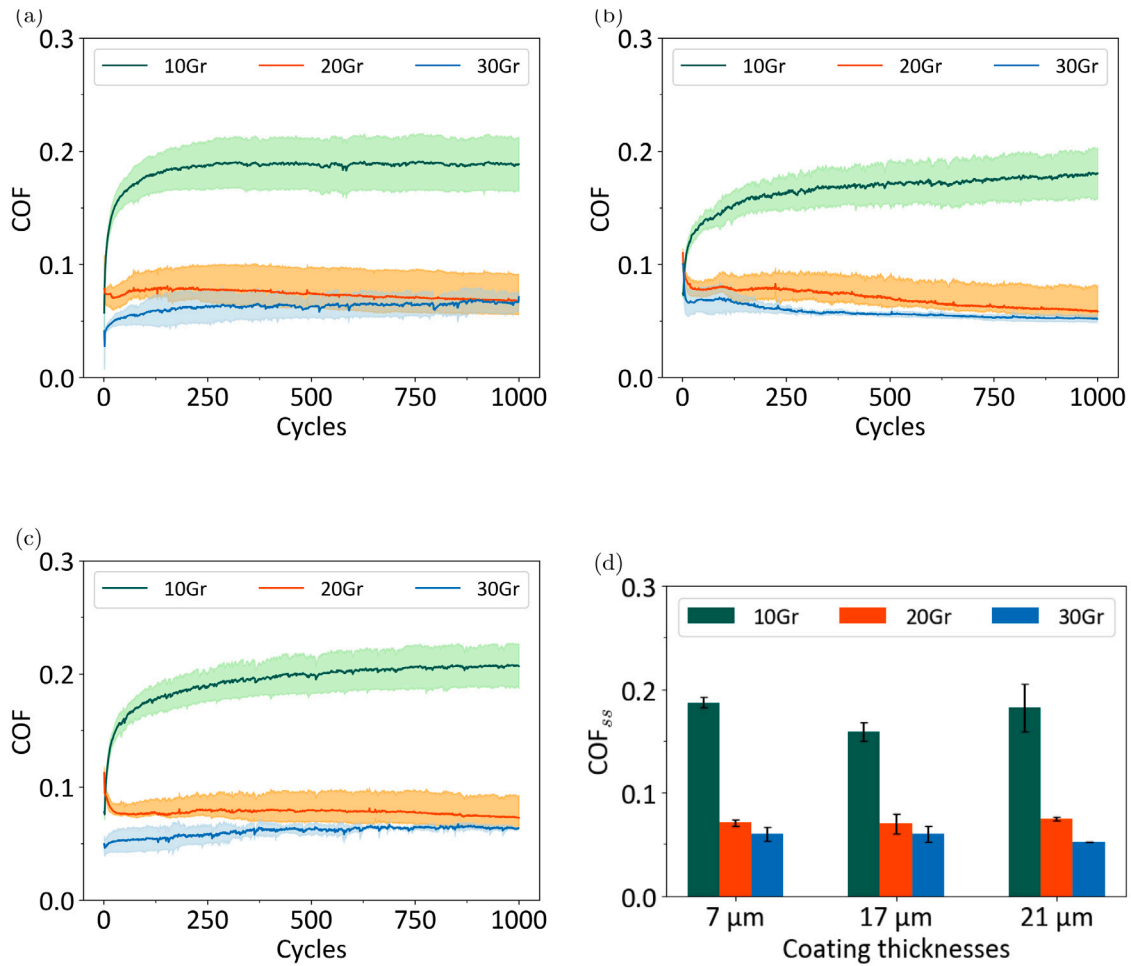 (a)
0.3
10Gr 20Gr 30Gr
0.2
COF
0.1
0.0
0 250 500 750 1000
Cycles
(b)
0.3
10Gr 20Gr 30Gr
0.2
COF
0.1
0.0
0 250 500 750 1000
Cycles
(c)
0.3
10Gr 20Gr 30Gr
0.2
COF
0.1
0.0
0 250 500 750 1000
Cycles
(d)
0.3
10Gr 20Gr 30Gr
0.2
COFss
0.1
0.0
7 μm 17 μm 21 μm
Coating thicknesses